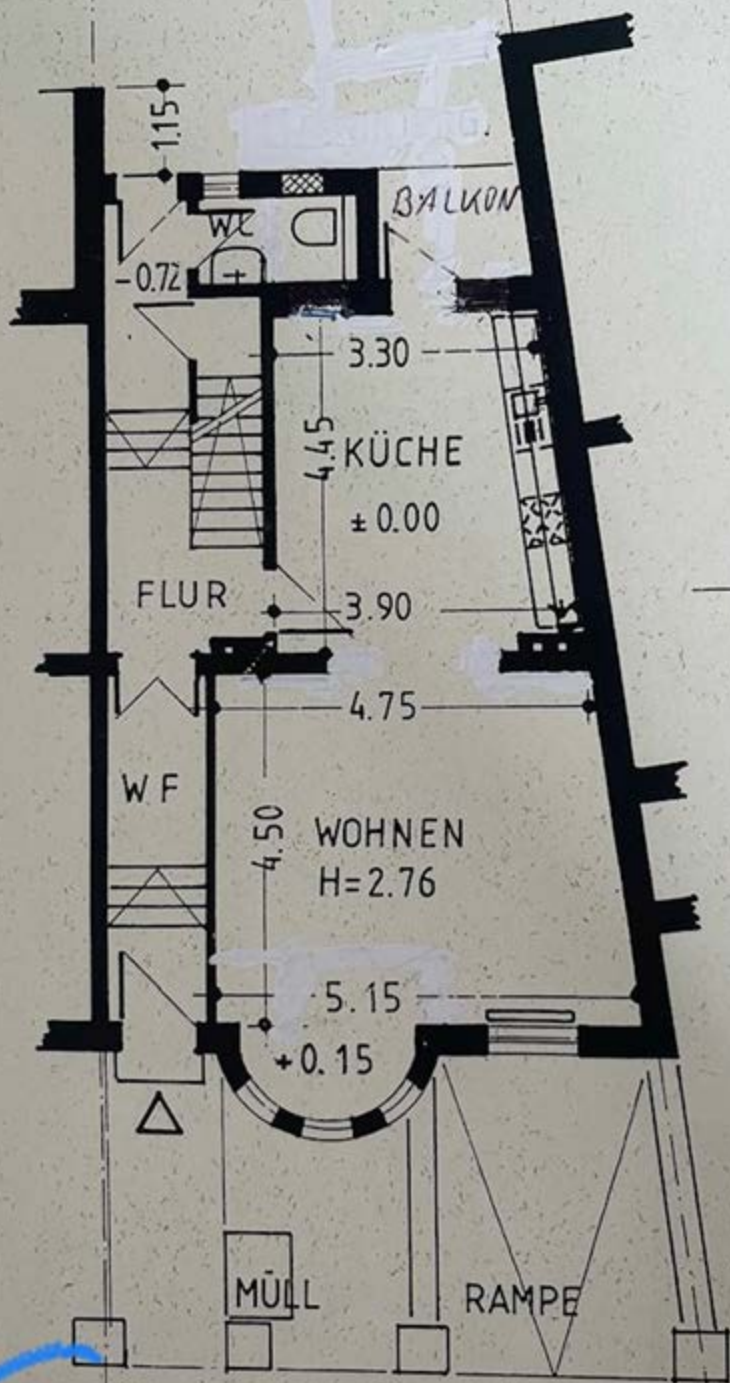 1.15
WC
BALKON
-0.72
3.30
4.45
KÜCHE
± 0.00
FLUR
3.90
4.75
WF
4.50
WOHNEN
H=2.76
5.15
+0.15
MÜLL
RAMPE